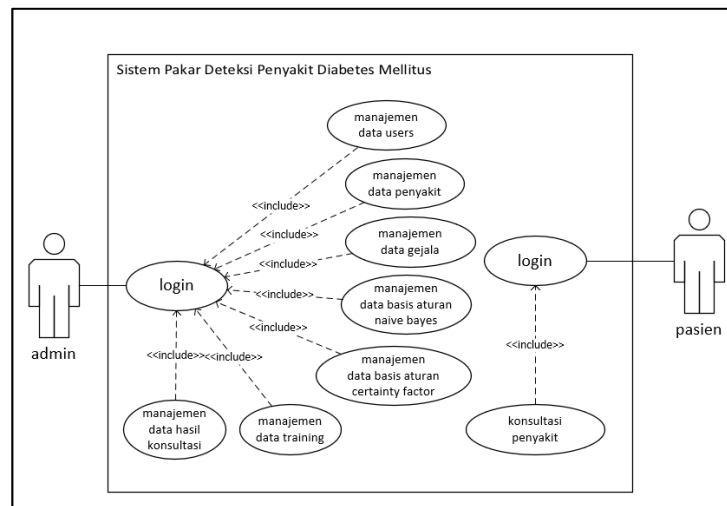 Sistem Pakar Deteksi Penyakit Diabetes Mellitus
manajemen
data users
<<include>>
manajemen
data penyakit
<<include>>
manajemen
data gejala
<<include>>
login
admin
<<include>>
manajemen
data basis aturan
naive bayes
<<include>>
manajemen
data basis aturan
certainty factor
<<include>>
<<include>>
manajemen
data hasil
konsultasi
manajemen
data training
login
pasien
<<include>>
konsultasi
penyakit